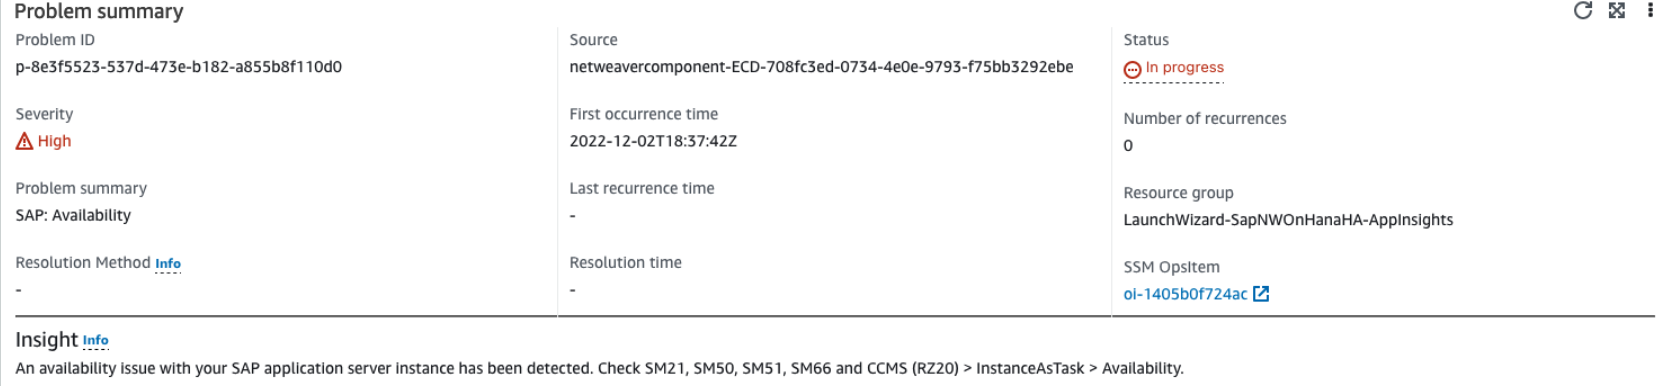 Problem summary
Problem ID
p-8e3f5523-537d-473e-b182-a855b8f110d0
Severity
High
Problem summary
SAP: Availability
Resolution Method Info
-
Source
netweavercomponent-ECD-708fc3ed-0734-4e0e-9793-f75bb3292ebe
First occurrence time
2022-12-02T18:37:42Z
Last recurrence time
-
Resolution time
-
Status
In progress
Number of recurrences
0
Resource group
LaunchWizard-SapNWOnHanaHA-AppInsights
SSM OpsItem
oi-1405b0f724ac
Insight Info
An availability issue with your SAP application server instance has been detected. Check SM21, SM50, SM51, SM66 and CCMS (RZ20) > InstanceAsTask > Availability.